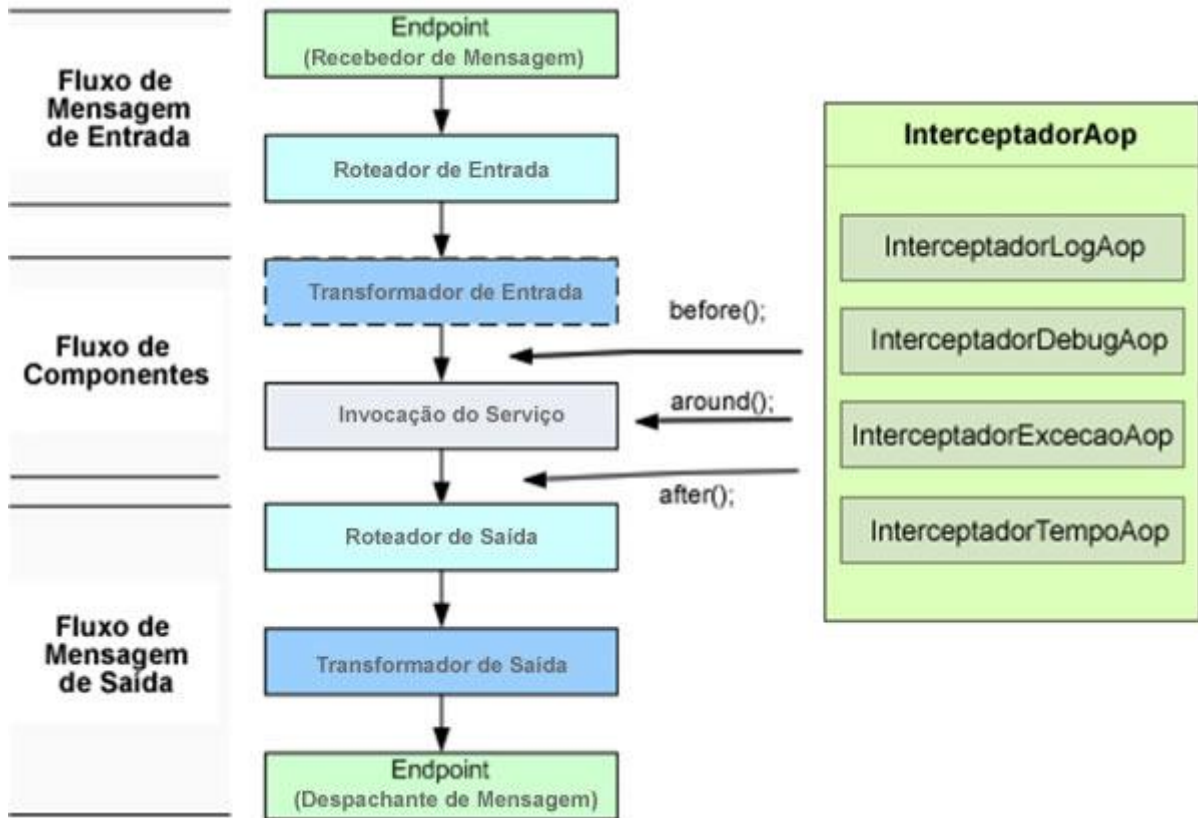 Fluxo de
Mensagem
de Entrada
Fluxo de
Componentes
Fluxo de
Mensagem
de Saída
Endpoint
(Recebedor de Mensagem)
Roteador de Entrada
Transformador de Entrada
Invocação do Serviço
Roteador de Saída
Transformador de Saída
Endpoint
(Despachante de Mensagem)
before();
around();
after();
InterceptadorAop
InterceptadorLogAop
InterceptadorDebugAop
InterceptadorExcecaoAop
InterceptadorTempoAop